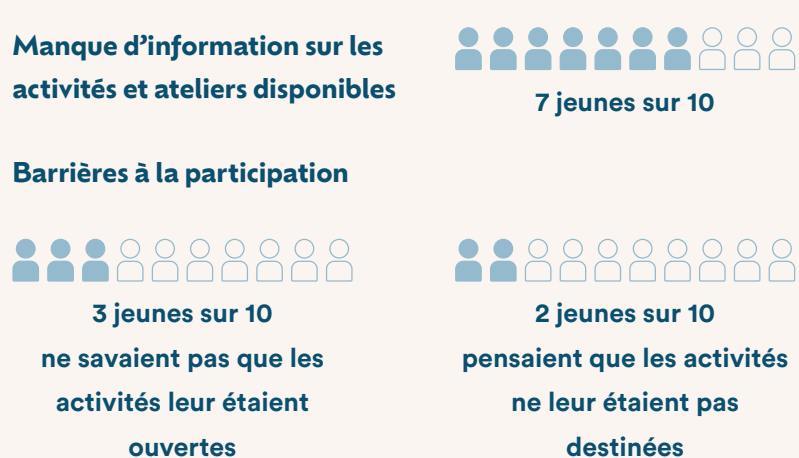 Manque d’information sur les
activités et ateliers disponibles
7 jeunes sur 10
Barrières à la participation
3 jeunes sur 10
ne savaient pas que les
activités leur étaient
ouvertes
2 jeunes sur 10
pensaient que les activités
ne leur étaient pas
destinées